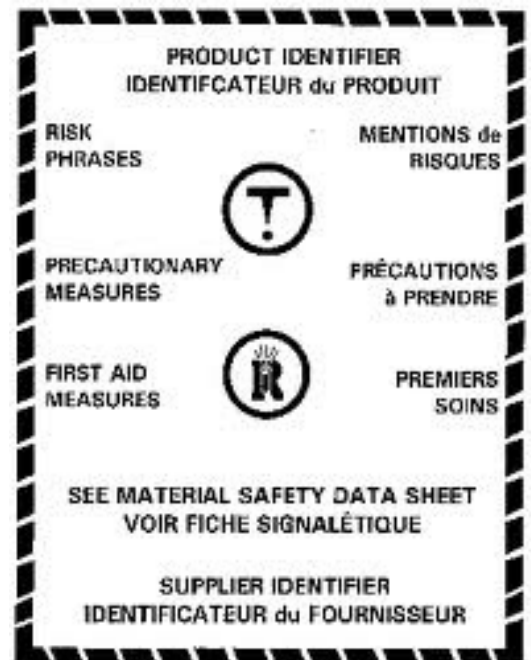 PRODUCT IDENTIFIER
IDENTIFCATEUR du PRODUIT
RISK
PHRASES
MENTIONS de
RISQUES
PRECAUTIONARY
MEASURES
PRÉCAUTIONS
à PRENDRE
FIRST AID
MEASURES
PREMIERS
SOINS
SEE MATERIAL SAFETY DATA SHEET
VOIR FICHE SIGNALÉTIQUE
SUPPLIER IDENTIFIER
IDENTIFICATEUR du FOURNISSEUR